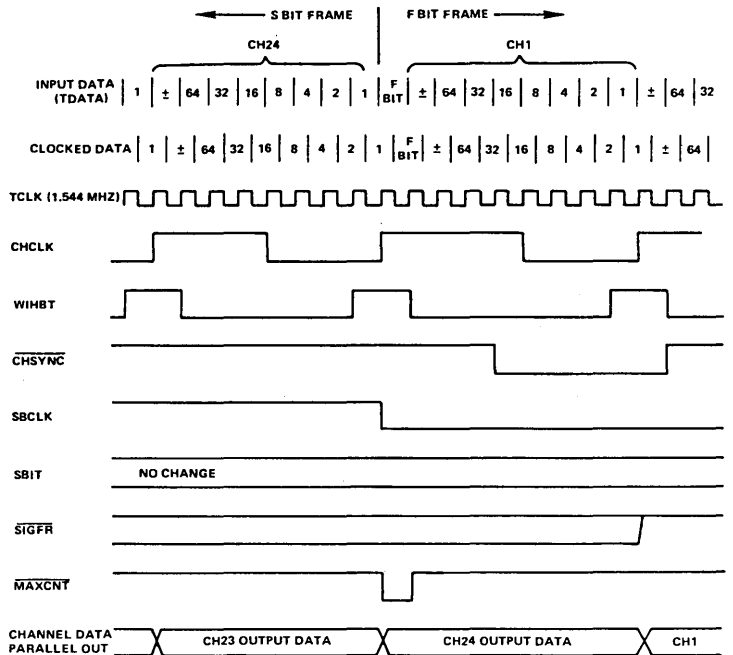 S BIT FRAME F BIT FRAME
CH24 CH1
INPUT DATA (TDATA) 1 ± 64 32 16 8 4 2 1 F BIT ± 64 32 16 8 4 2 1 ± 64 32
CLOCKED DATA 1 ± 64 32 16 8 4 2 1 F BIT ± 64 32 16 8 4 2 1 ± 64
TCLK (1.544 MHZ)
CHCLK
WIHBT
CHSYNC
SBCLK
SBIT NO CHANGE
SIGFR
MAXCNT
CHANNEL DATA PARALLEL OUT CH23 OUTPUT DATA CH24 OUTPUT DATA CH1